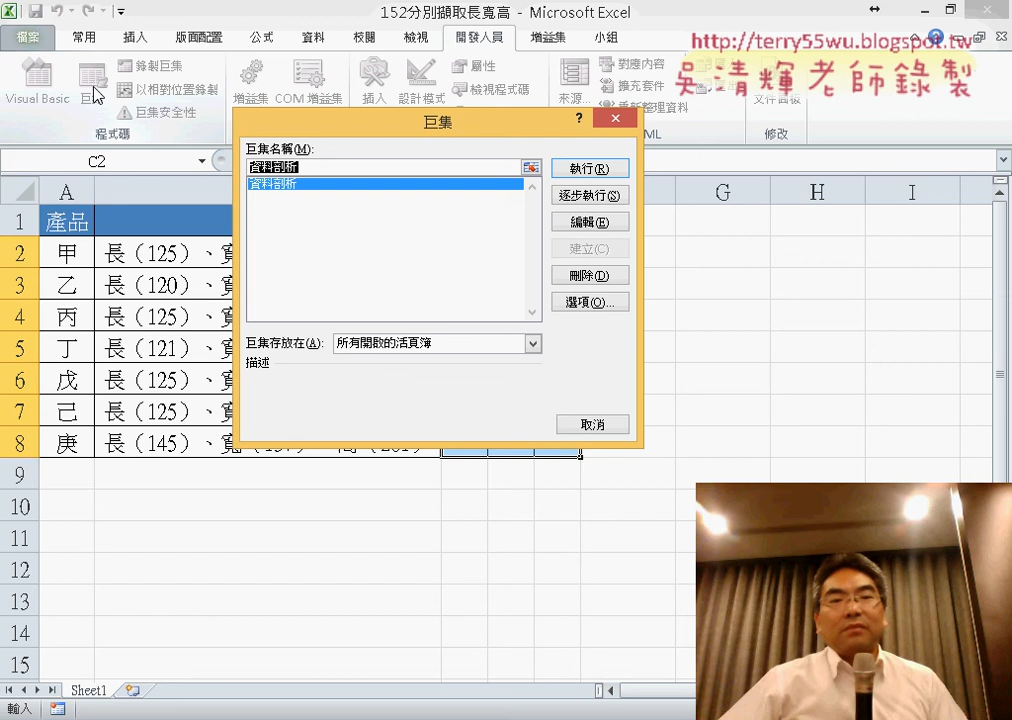 152分別擷取長寬高 - Microsoft Excel
檔案 常用 插入 版面配置 公式 資料 校閱 檢視 開發人員 增益集 小組
http://terry55wu.blogspot.tw
吳清輝老師錄製
Visual Basic
錄製巨集
以相對位置錄製
巨集安全性
程式碼
增益集 COM 增益集
插入 設計模式
屬性
檢視程式碼
來源...
對應內容
擴充套件
重新整理資料
文件面板
修改
C2
巨集
巨集名稱(M):
資料剖析
資料剖析
執行(R)
逐步執行(S)
編輯(E)
建立(C)
刪除(D)
選項(O)...
巨集存放在(A): 所有開啟的活頁簿
描述
取消
A G H I
1 產品
2 甲 長（125）、寬
3 乙 長（120）、寬
4 丙 長（125）、寬
5 丁 長（121）、寬
6 戊 長（125）、寬
7 己 長（125）、寬
8 庚 長（145）、
9
10
11
12
13
14
15
Sheet1
輸入